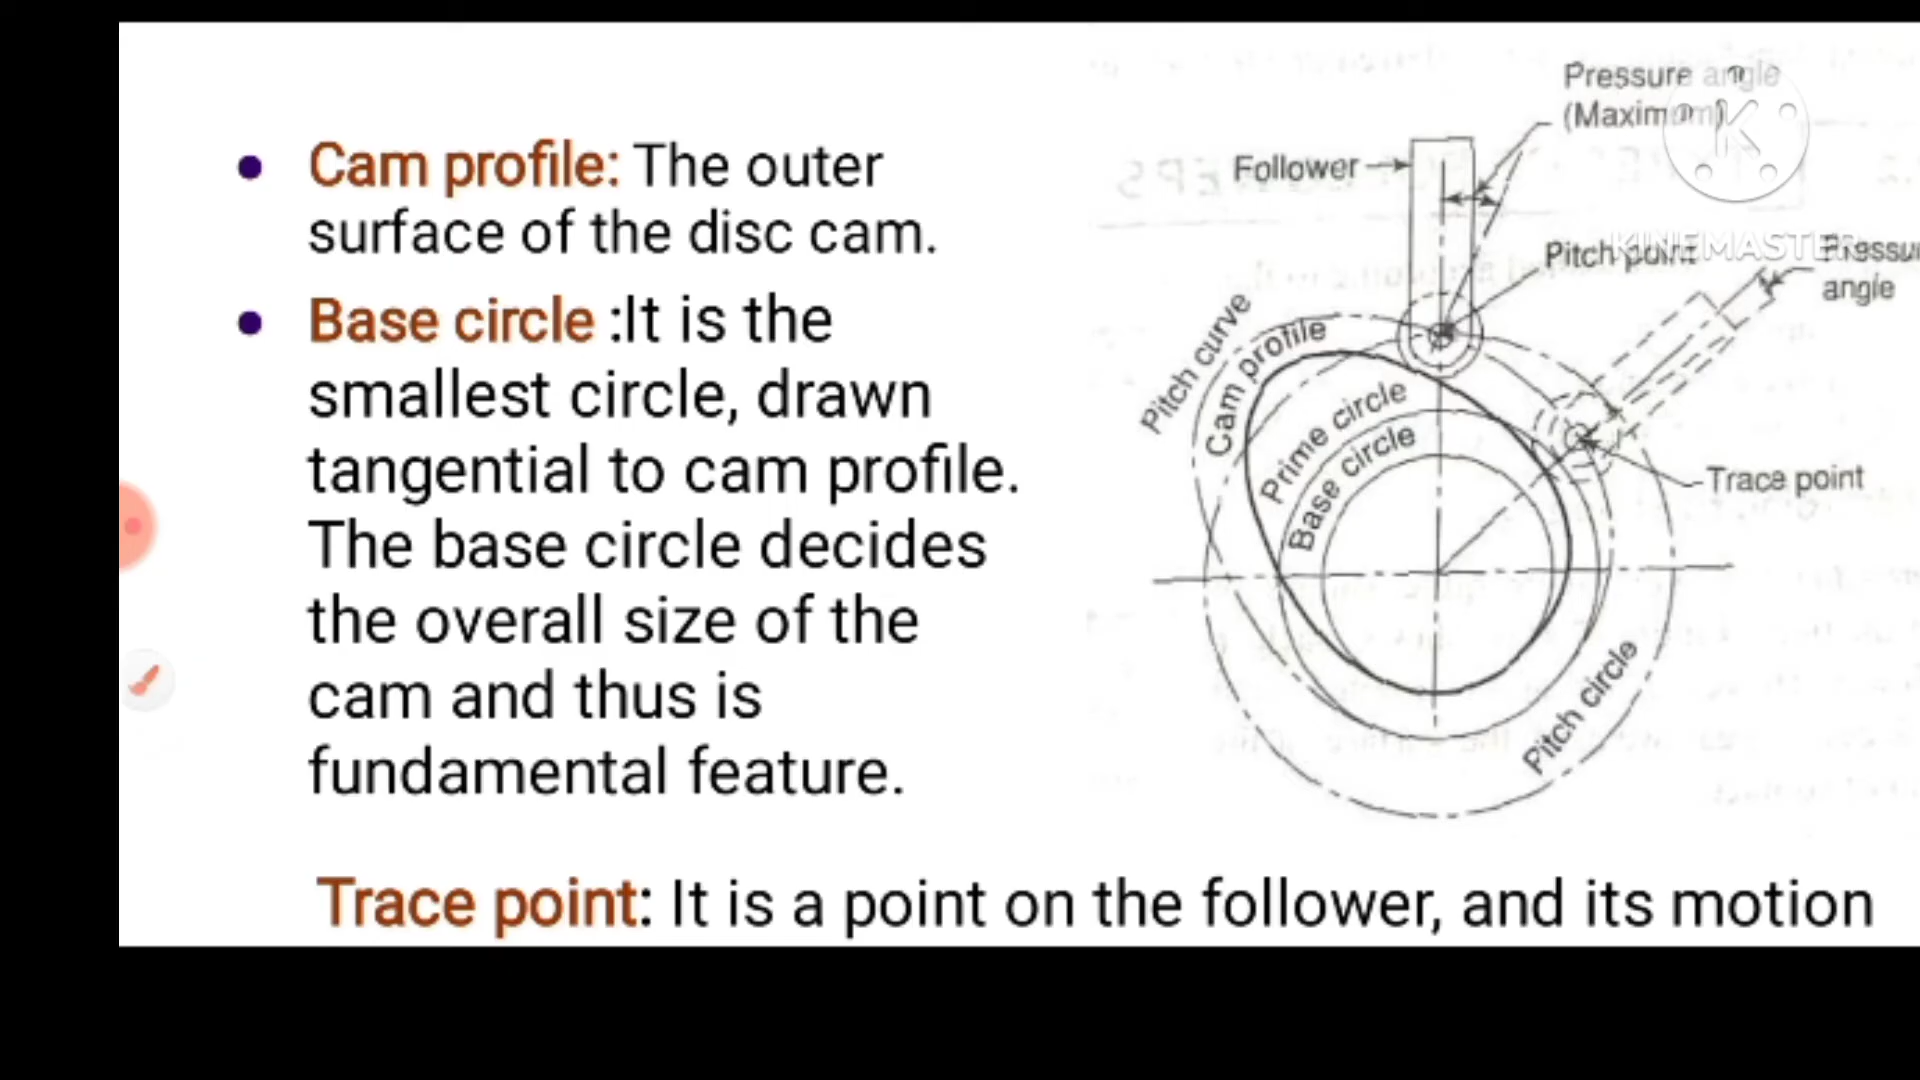 Cam profile: The outer
surface of the disc cam.
Base circle :It is the
smallest circle, drawn
tangential to cam profile.
The base circle decides
the overall size of the
cam and thus is
fundamental feature.
Trace point: It is a point on the follower, and its motion
Pressure angle
(Maximum)
Follower
Pitch point
KINEMASTER
angle
Pitch curve
Cam profile
Prime circle
Base circle
Trace point
Pitch circle